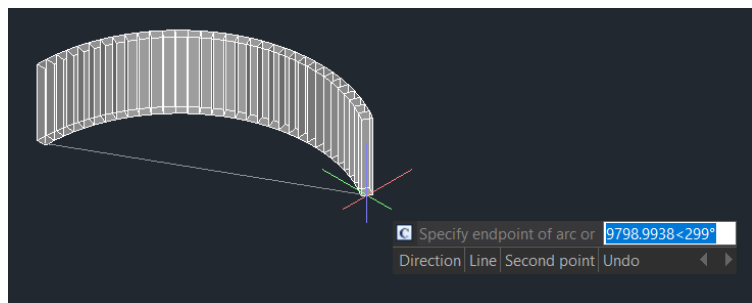 C Specify endpoint of arc or 9798.9938<299°
Direction Line Second point Undo